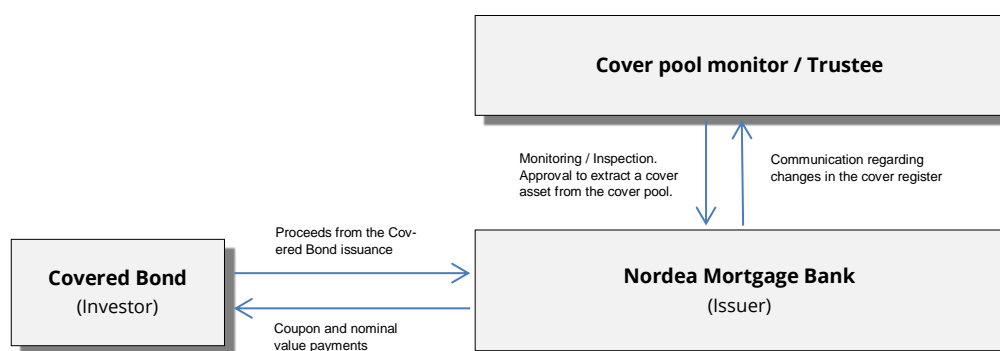 Cover pool monitor / Trustee
Monitoring / Inspection.
Approval to extract a cover
asset from the cover pool.
Communication regarding
changes in the cover register
Proceeds from the Cov-
ered Bond issuance
Covered Bond
(Investor)
Nordea Mortgage Bank
(Issuer)
Coupon and nominal
value payments